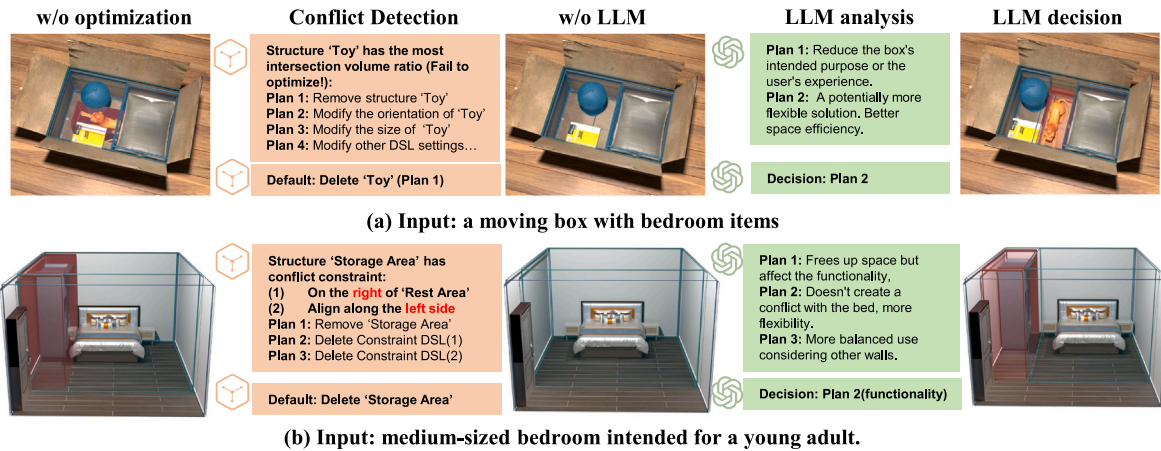 w/o optimization
Conflict Detection
w/o LLM
LLM analysis
LLM decision
Structure ‘Toy’ has the most
intersection volume ratio (Fail to
optimize!):
Plan 1: Remove structure ‘Toy’
Plan 2: Modify the orientation of ‘Toy’
Plan 3: Modify the size of ‘Toy’
Plan 4: Modify other DSL settings…
Default: Delete ‘Toy’ (Plan 1)
Plan 1: Reduce the box's
intended purpose or the
user's experience.
Plan 2: A potentially more
flexible solution. Better
space efficiency.
Decision: Plan 2
(a) Input: a moving box with bedroom items
Structure ‘Storage Area’ has
conflict constraint:
(1) On the right of ‘Rest Area’
(2) Align along the left side
Plan 1: Remove ‘Storage Area’
Plan 2: Delete Constraint DSL(1)
Plan 3: Delete Constraint DSL(2)
Default: Delete ‘Storage Area’
Plan 1: Frees up space but
affect the functionality,
Plan 2: Doesn't create a
conflict with the bed, more
flexibility.
Plan 3: More balanced use
considering other walls.
Decision: Plan 2(functionality)
(b) Input: medium-sized bedroom intended for a young adult.